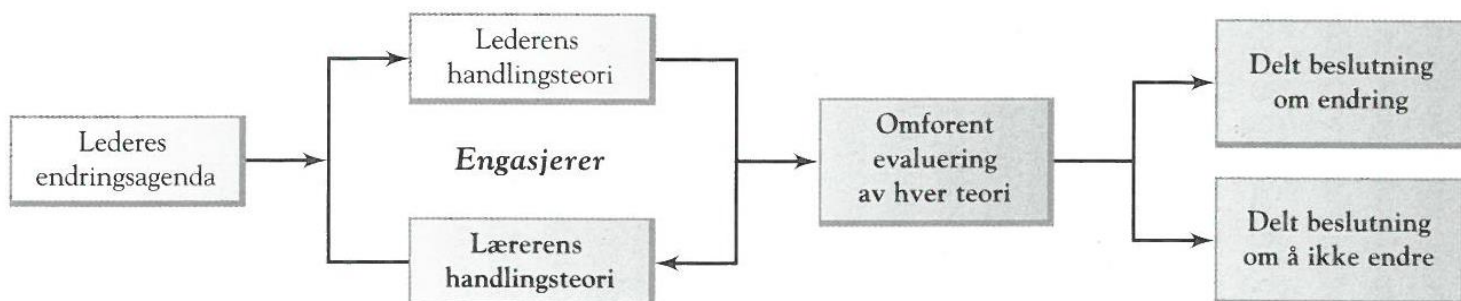 Lederes
endringsagenda
Lederens
handlingsteori
Engasjerer
Lærerens
handlingsteori
Omforent
evaluering
av hver teori
Delt beslutning
om endring
Delt beslutning
om å ikke endre